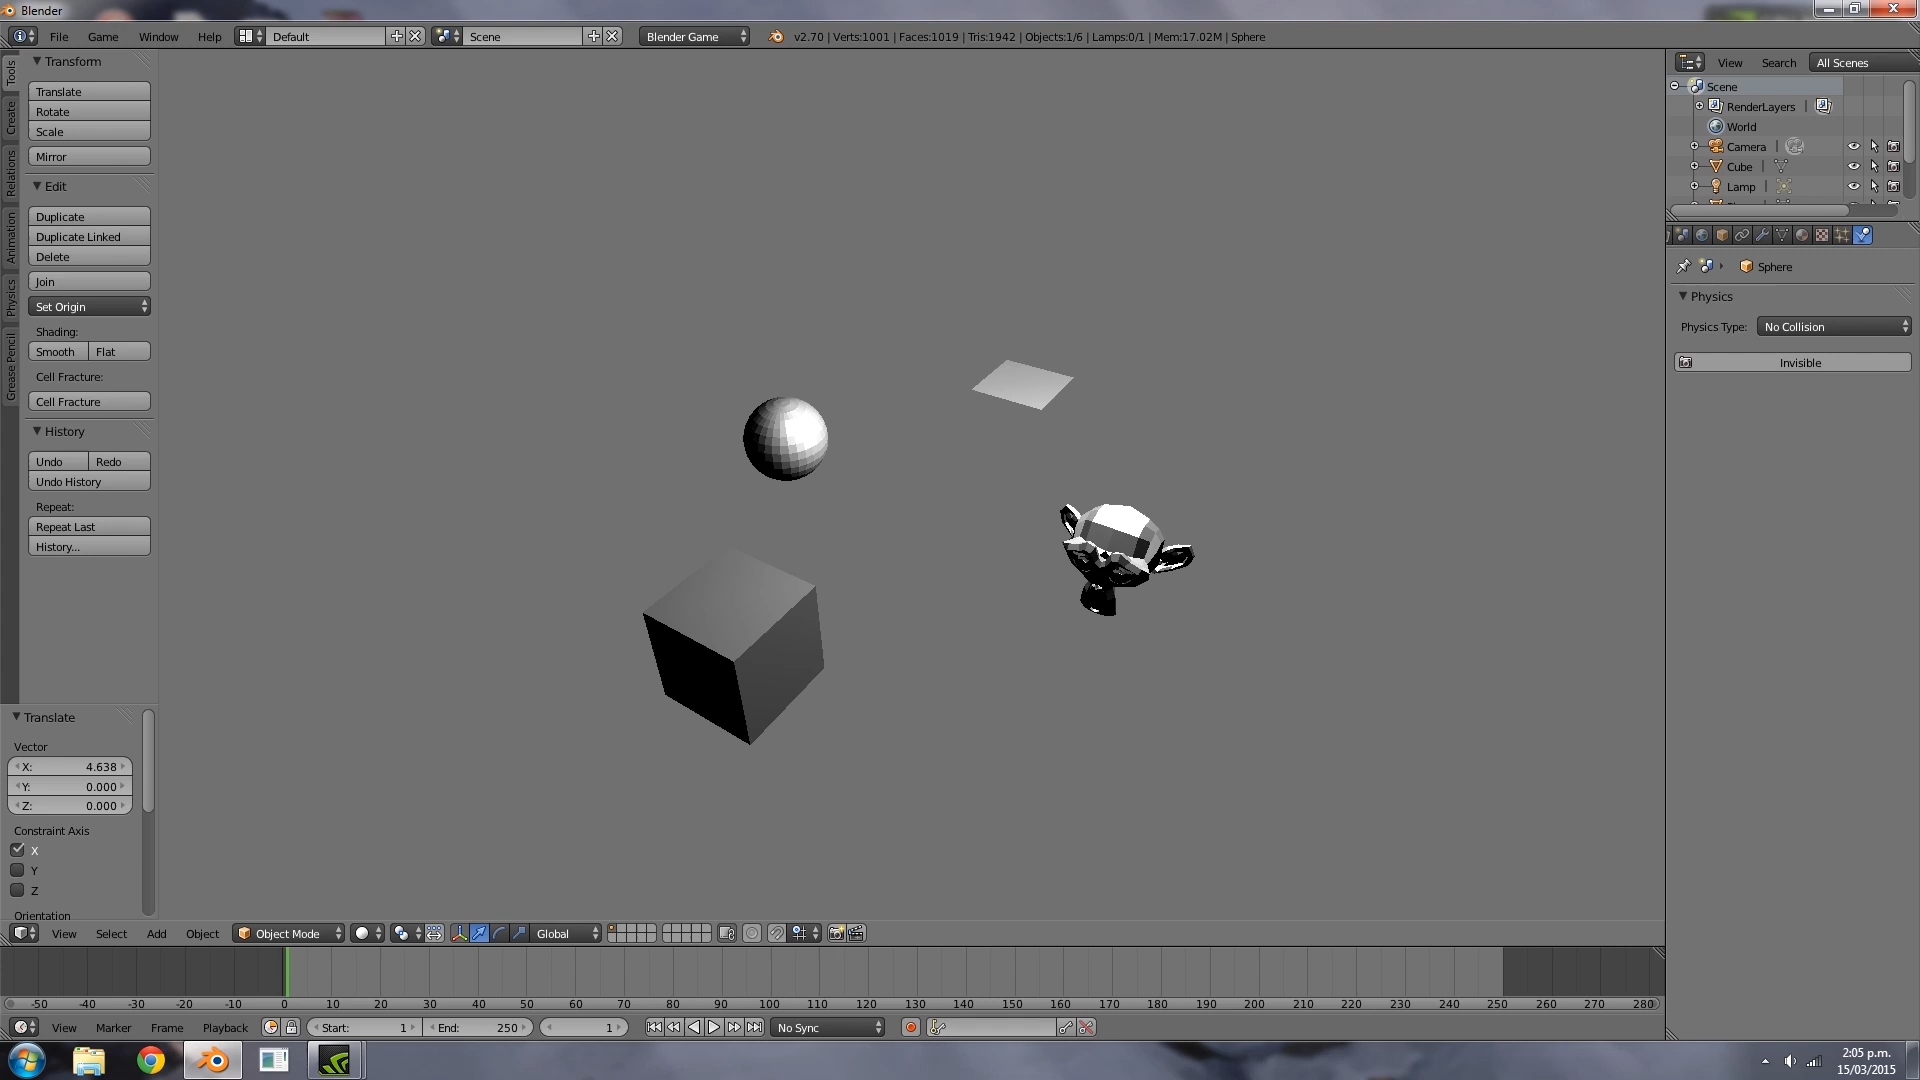 Blender
File Game Window Help Default Scene Blender Game v2.70 | Verts:1001 | Faces:1019 | Tris:1942 | Objects:1/6 | Lamps:0/1 | Mem:17.02M | Sphere
Tools
Create
Relations
Animation
Physics
Grease Pencil
Transform
Translate
Rotate
Scale
Mirror
Edit
Duplicate
Duplicate Linked
Delete
Join
Set Origin
Shading:
Smooth Flat
Cell Fracture:
Cell Fracture
History
Undo Redo
Undo History
Repeat:
Repeat Last
History...
Translate
Vector
X: 4.638
Y: 0.000
Z: 0.000
Constraint Axis
X
Y
Z
Orientation
View Search All Scenes
Scene
RenderLayers |
World
Camera |
Cube |
Lamp |
Sphere
Physics
Physics Type: No Collision
Invisible
View Select Add Object Object Mode Global
-50 -40 -30 -20 -10 0 10 20 30 40 50 60 70 80 90 100 110 120 130 140 150 160 170 180 190 200 210 220 230 240 250 260 270 280
View Marker Frame Playback Start: 1 End: 250 1 No Sync
2:05 p.m.
15/03/2015